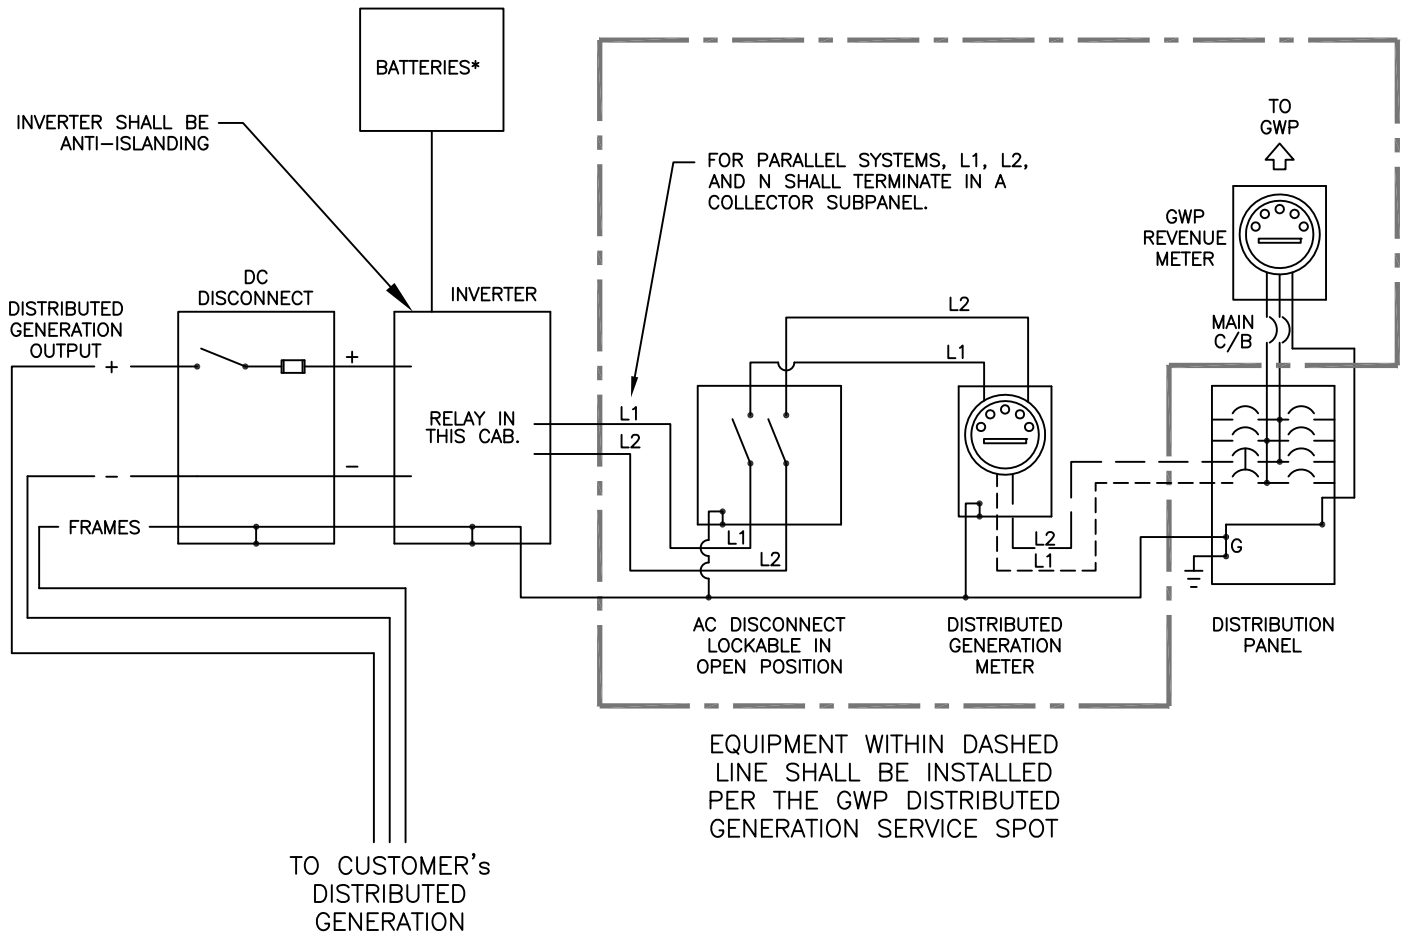 BATTERIES*
INVERTER SHALL BE
ANTI-ISLANDING
TO
GWP
FOR PARALLEL SYSTEMS, L1, L2,
AND N SHALL TERMINATE IN A
COLLECTOR SUBPANEL.
GWP
REVENUE
METER
DC
DISCONNECT
INVERTER
DISTRIBUTED
GENERATION
OUTPUT
+
+
L2
L1
MAIN
C/B
RELAY IN
THIS CAB.
L1
L2
-
-
FRAMES
L1
L2
L2
L1
G
AC DISCONNECT
LOCKABLE IN
OPEN POSITION
DISTRIBUTED
GENERATION
METER
DISTRIBUTION
PANEL
EQUIPMENT WITHIN DASHED
LINE SHALL BE INSTALLED
PER THE GWP DISTRIBUTED
GENERATION SERVICE SPOT
TO CUSTOMER's
DISTRIBUTED
GENERATION